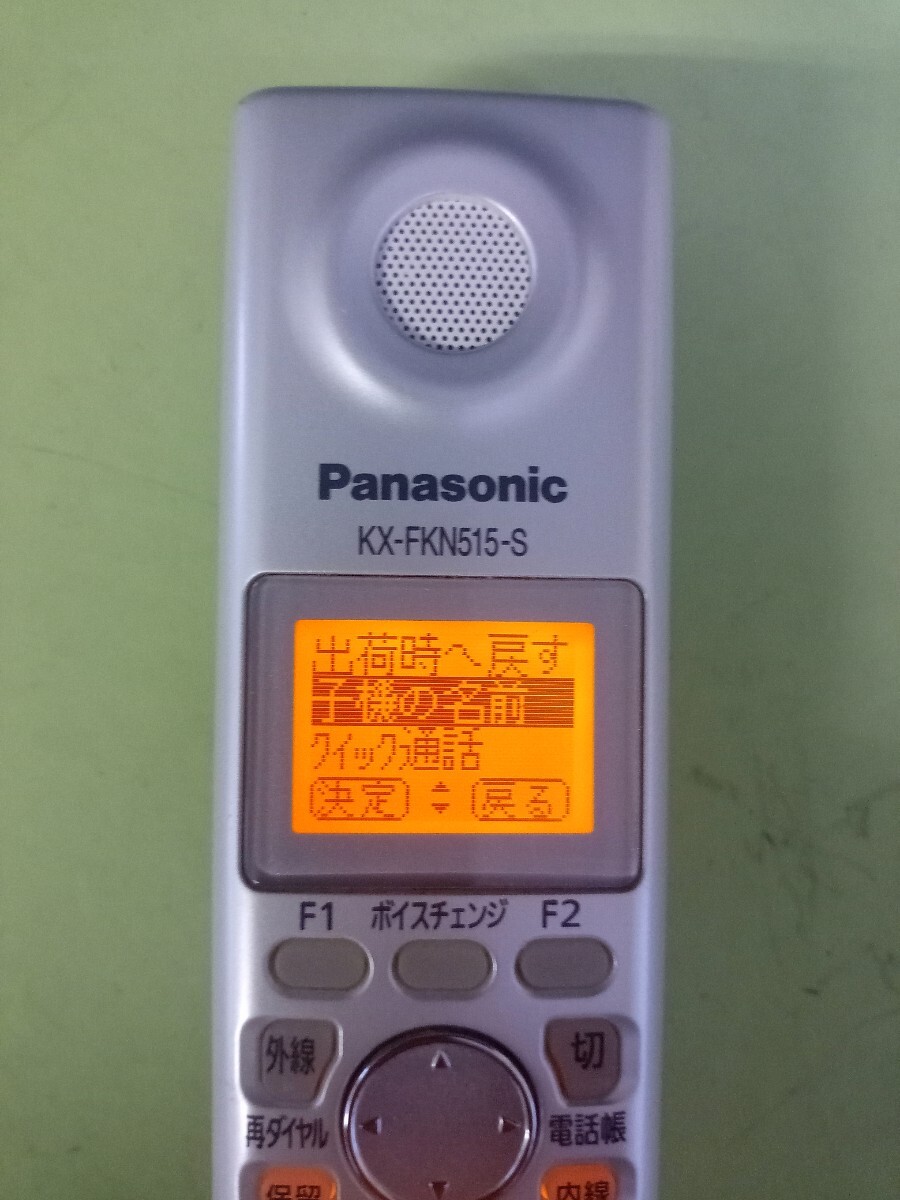 Panasonic
KX-FKN515-S
出荷時へ戻す
子機の名前
クイック通話
決定 戻る
F1 ボイスチェンジ F2
外線 切
再ダイヤル 電話帳
保留 内線